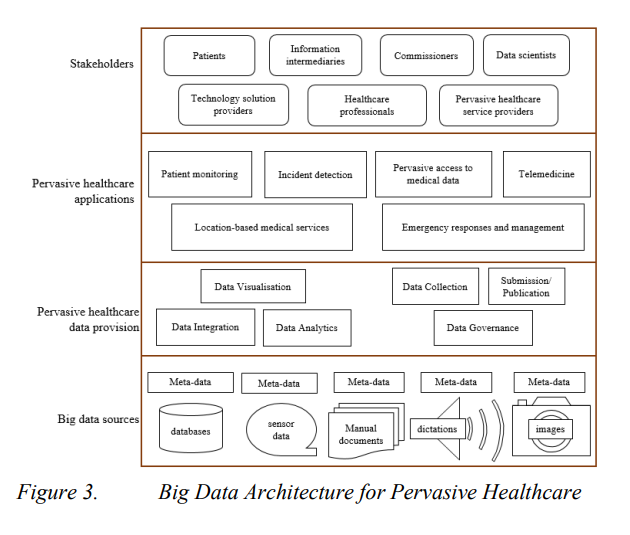 Stakeholders
Patients
Information
intermediaries
Commissioners
Data scientists
Technology solution
providers
Healthcare
professionals
Pervasive healthcare
service providers
Pervasive healthcare
applications
Patient monitoring
Incident detection
Pervasive access to
medical data
Telemedicine
Location-based medical services
Emergency responses and management
Pervasive healthcare
data provision
Data Visualisation
Data Collection
Submission/
Publication
Data Integration
Data Analytics
Data Governance
Big data sources
Meta-data
Meta-data
Meta-data
Meta-data
Meta-data
databases
sensor
data
Manual
documents
dictations
images
Figure 3. Big Data Architecture for Pervasive Healthcare